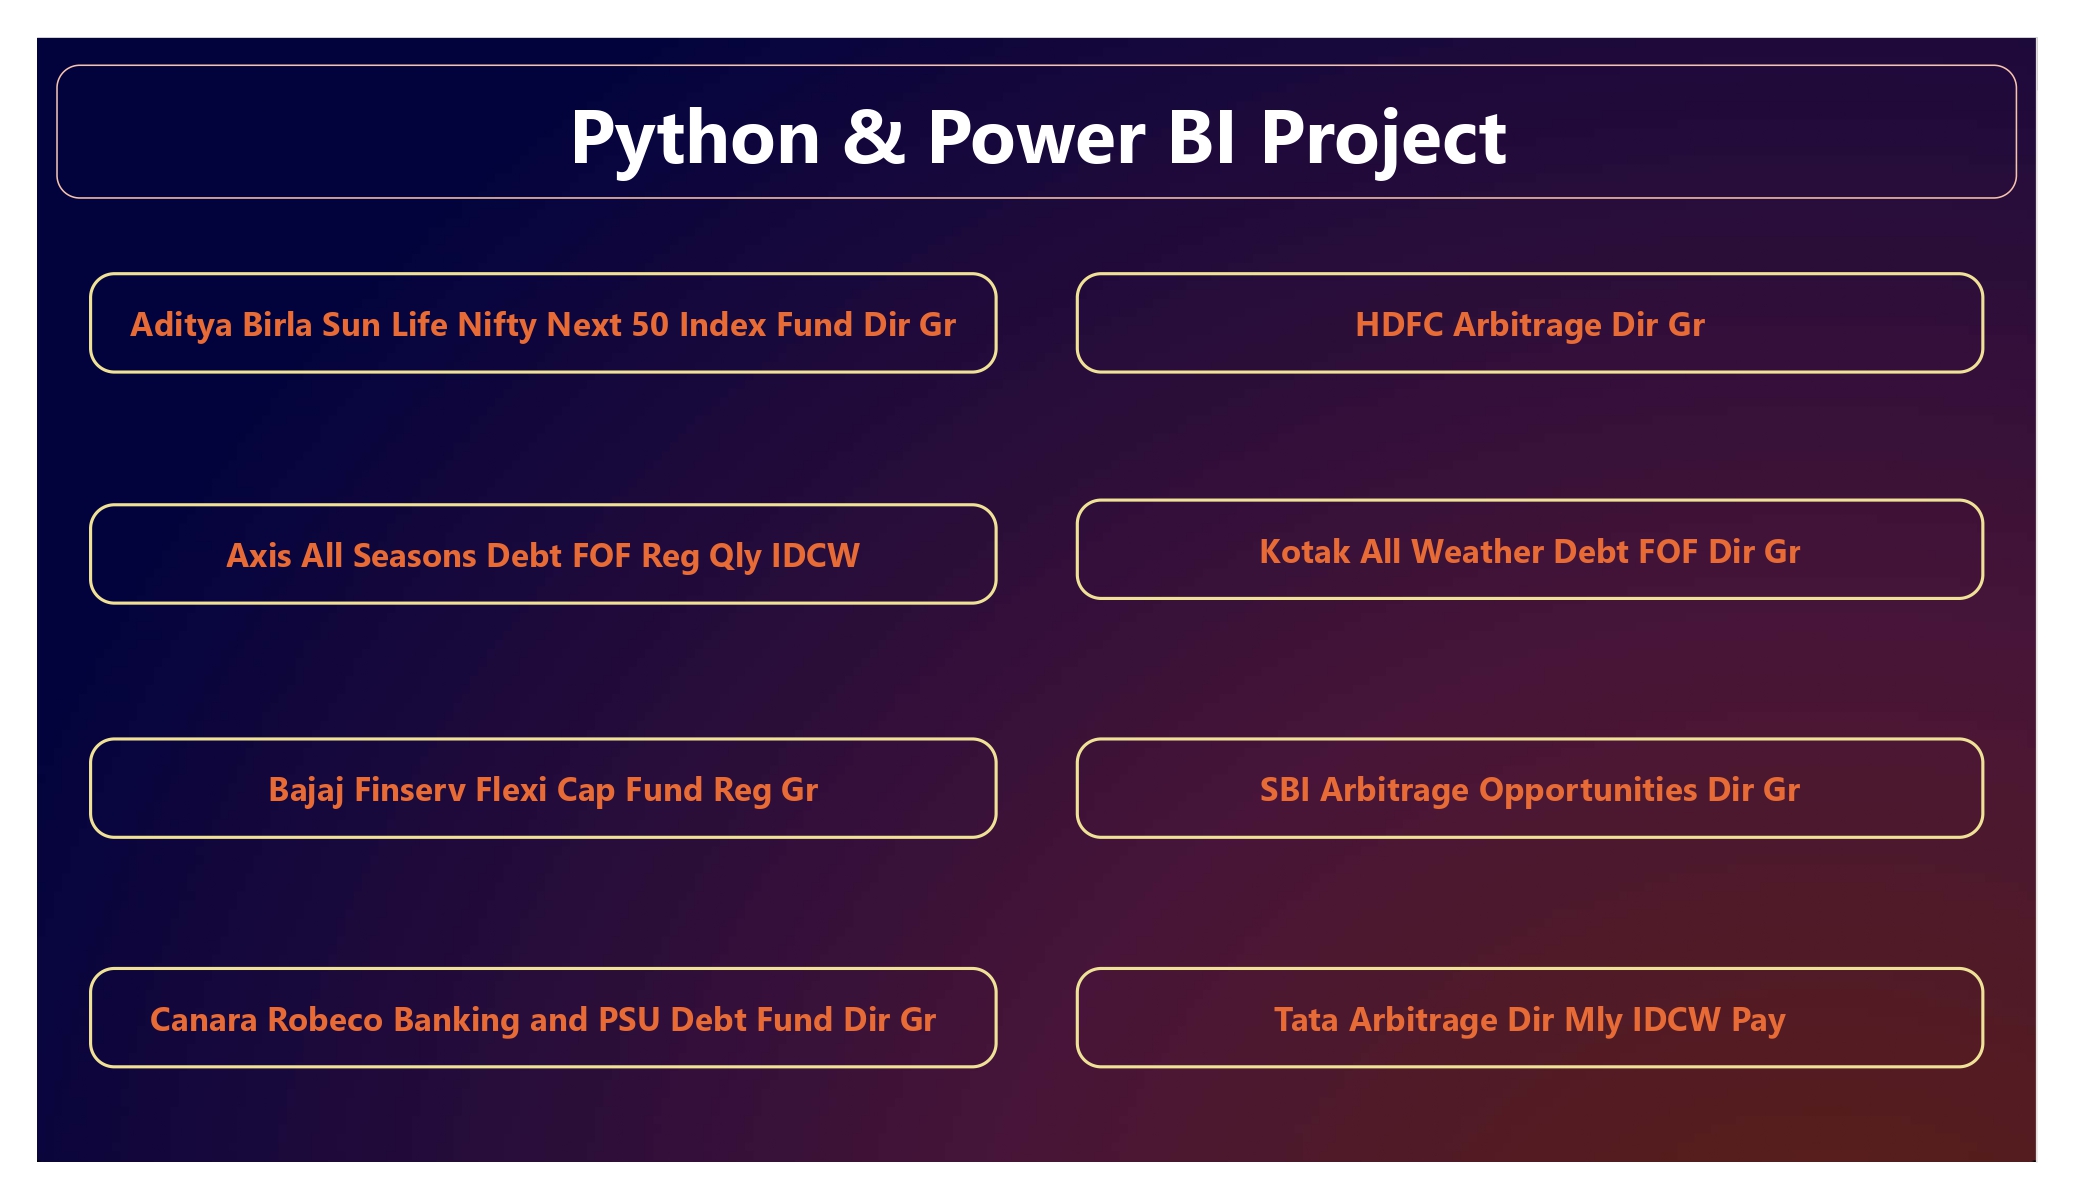 Python & Power BI Project
Aditya Birla Sun Life Nifty Next 50 Index Fund Dir Gr
HDFC Arbitrage Dir Gr
Axis All Seasons Debt FOF Reg Qly IDCW
Kotak All Weather Debt FOF Dir Gr
Bajaj Finserv Flexi Cap Fund Reg Gr
SBI Arbitrage Opportunities Dir Gr
Canara Robeco Banking and PSU Debt Fund Dir Gr
Tata Arbitrage Dir Mly IDCW Pay